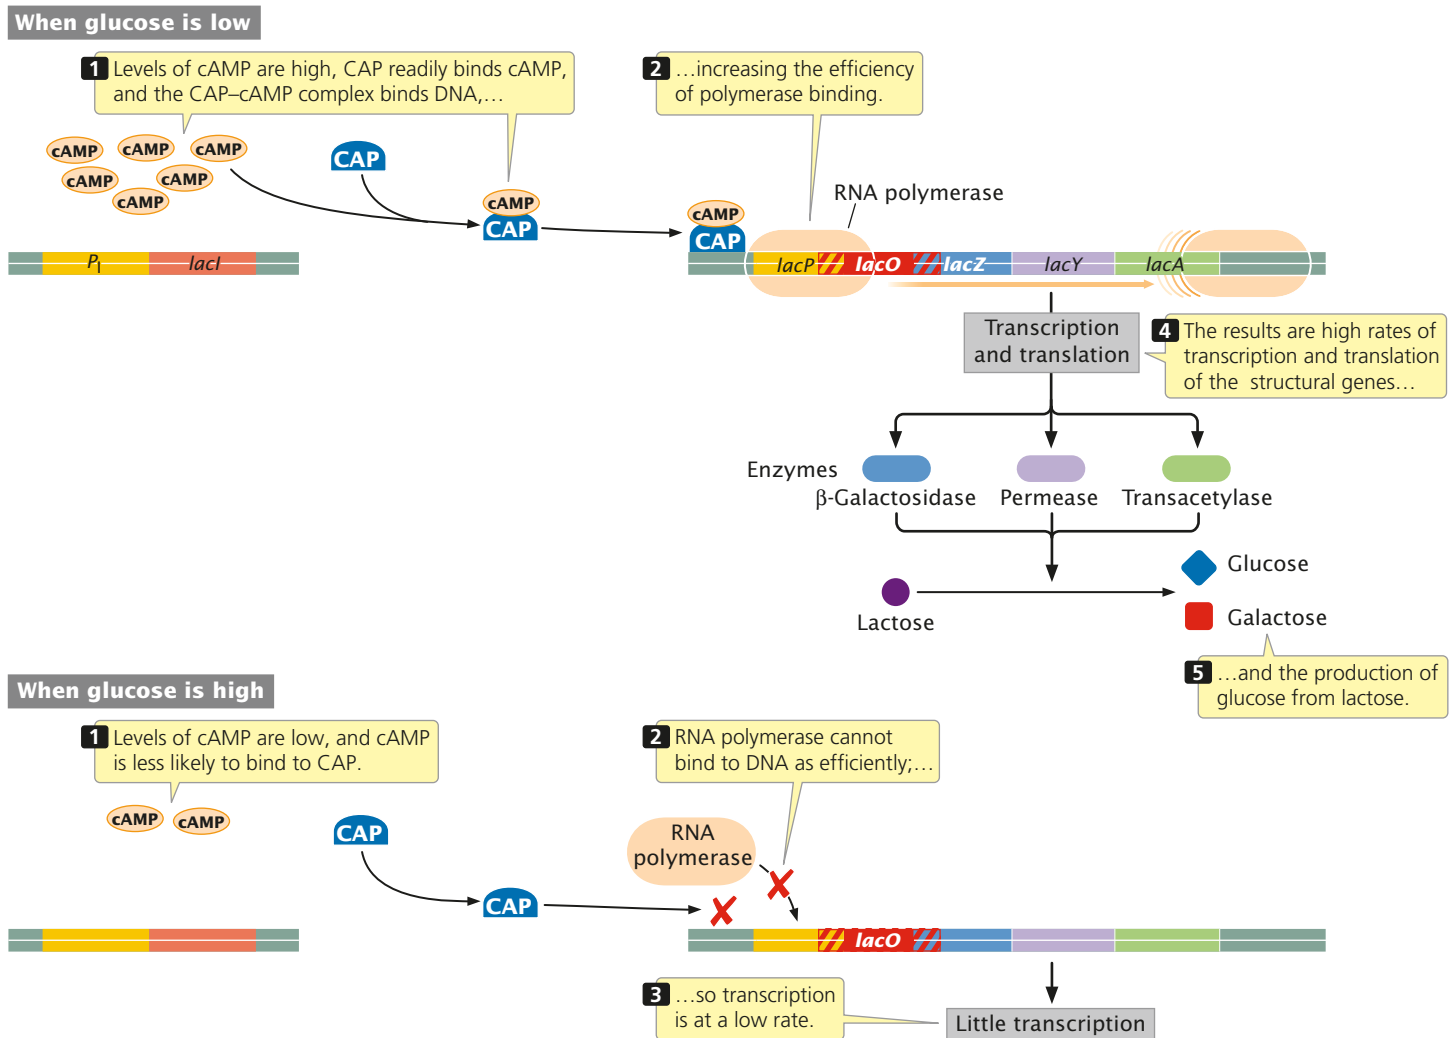 When glucose is low
1 Levels of cAMP are high, CAP readily binds cAMP,
and the CAP–cAMP complex binds DNA,…
2 …increasing the efficiency
of polymerase binding.
cAMP
cAMP
cAMP
cAMP
cAMP
cAMP
CAP
cAMP
CAP
cAMP
CAP
RNA polymerase
PI
lacI
lacP
lacO
lacZ
lacY
lacA
Transcription
and translation
4 The results are high rates of
transcription and translation
of the structural genes…
Enzymes
β-Galactosidase
Permease
Transacetylase
Lactose
Glucose
Galactose
5 …and the production of
glucose from lactose.
When glucose is high
1 Levels of cAMP are low, and cAMP
is less likely to bind to CAP.
2 RNA polymerase cannot
bind to DNA as efficiently;…
cAMP
cAMP
CAP
CAP
RNA
polymerase
lacO
3 …so transcription
is at a low rate.
Little transcription